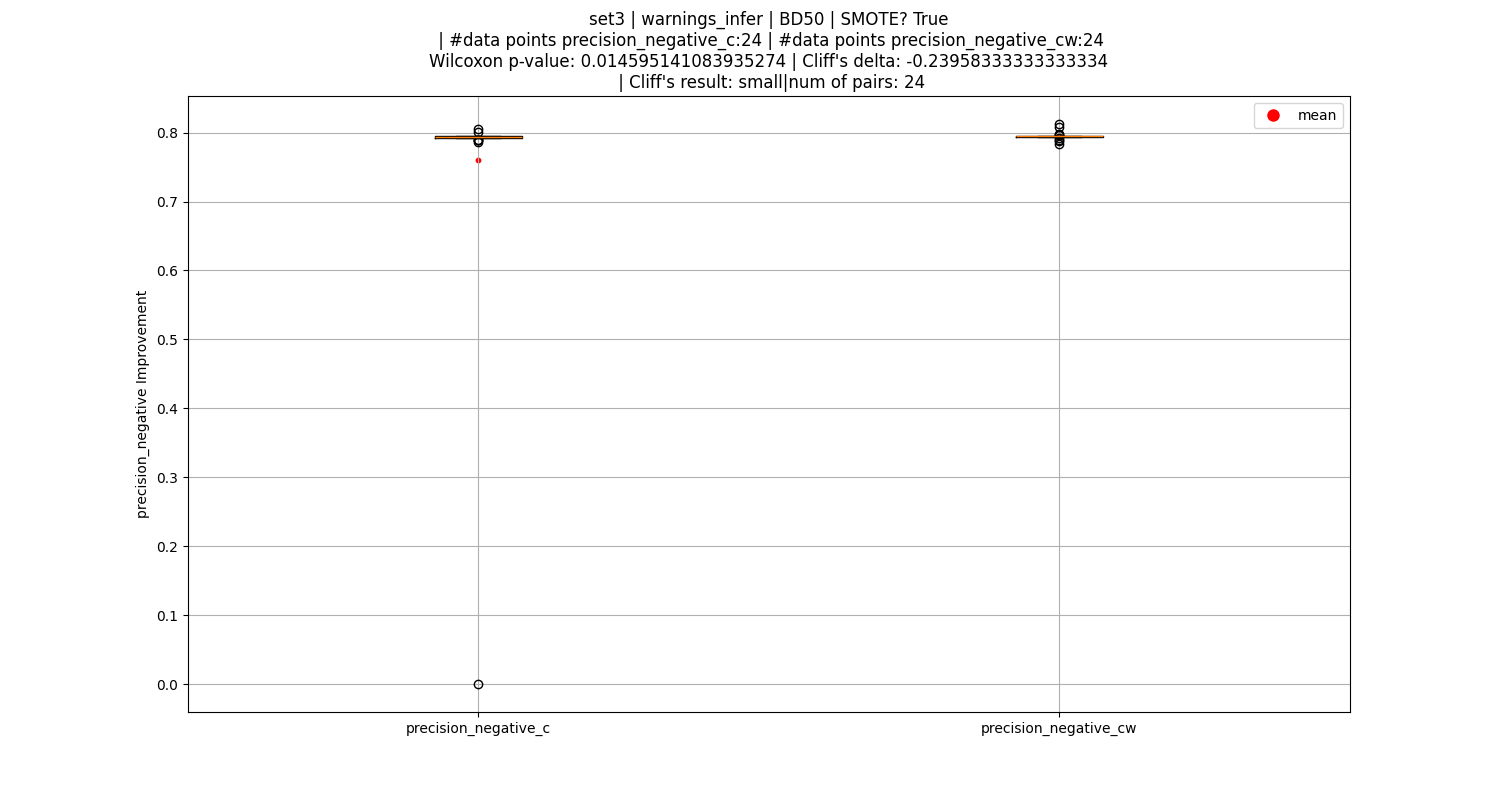 set3 | warnings_infer | BD50 | SMOTE? True
| #data points precision_negative_c:24 | #data points precision_negative_cw:24
Wilcoxon p-value: 0.014595141083935274 | Cliff's delta: -0.23958333333333334
| Cliff's result: small|num of pairs: 24
mean
0.8
0.7
0.6
0.5
0.4
0.3
0.2
0.1
0.0
precision_negative Improvement
precision_negative_c
precision_negative_cw